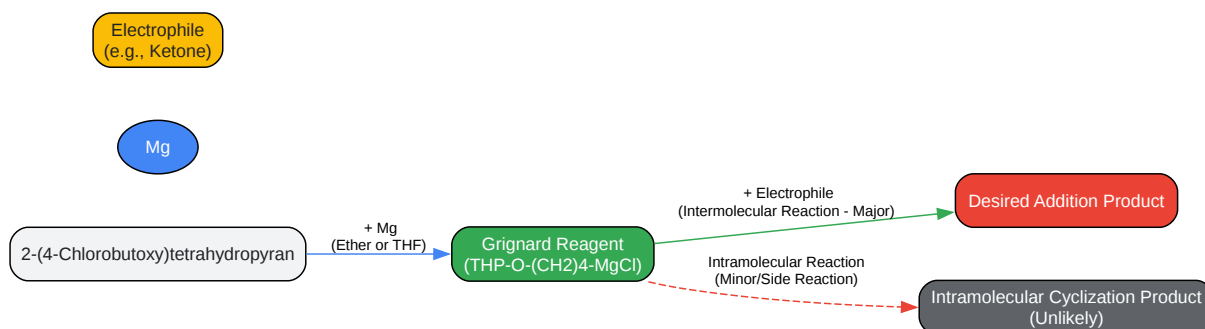 Electrophile
(e.g., Ketone)
Mg
2-(4-Chlorobutoxy)tetrahydropyran
+ Mg
(Ether or THF)
Grignard Reagent
(THP-O-(CH2)4-MgCl)
+ Electrophile
(Intermolecular Reaction - Major)
Desired Addition Product
Intramolecular Reaction
(Minor/Side Reaction)
Intramolecular Cyclization Product
(Unlikely)